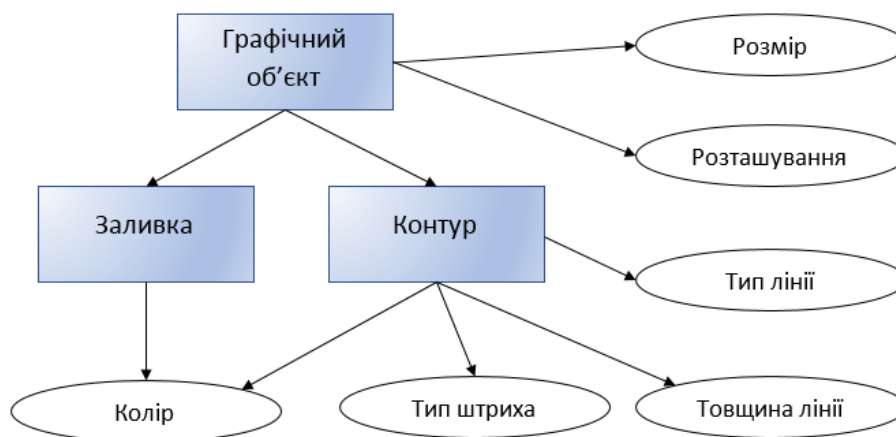 Графічний
об’єкт
Розмір
Розташування
Заливка
Контур
Тип лінії
Колір
Тип штриха
Товщина лінії